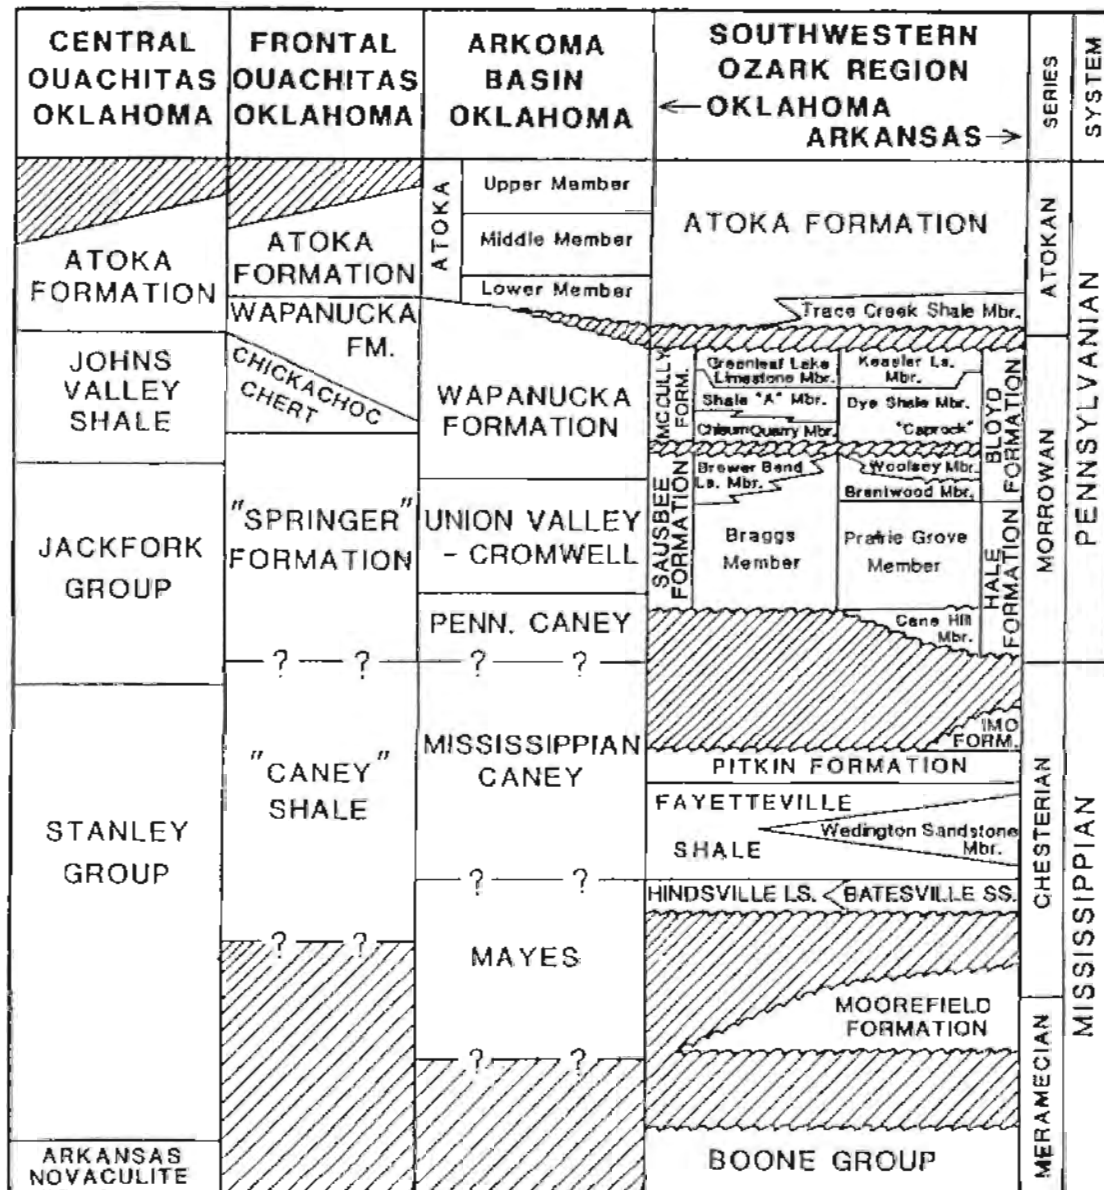 CENTRAL
OUACHITAS
OKLAHOMA
FRONTAL
OUACHITAS
OKLAHOMA
ARKOMA
BASIN
OKLAHOMA
SOUTHWESTERN
OZARK REGION
←OKLAHOMA
ARKANSAS→
SERIES
SYSTEM
ATOKA
FORMATION
JOHNS
VALLEY
SHALE
JACKFORK
GROUP
STANLEY
GROUP
ARKANSAS
NOVACULITE
ATOKA
FORMATION
WAPANUCKA
FM.
CHICKACHOC
CHERT
"SPRINGER"
FORMATION
? ?
"CANEY"
SHALE
? ?
ATOKA
Upper Member
Middle Member
Lower Member
WAPANUCKA
FORMATION
UNION VALLEY
- CROMWELL
PENN. CANEY
? ?
MISSISSIPPIAN
CANEY
? ?
MAYES
? ?
ATOKA FORMATION
Trace Creek Shale Mbr.
MCCULLY
FORM.
Greenleaf Lake
Limestone Mbr.
Shale "A" Mbr.
Chisum Quarry Mbr.
Kessler Ls.
Mbr.
Dye Shale Mbr.
"Caprock"
BLOYD
FORMATION
SAUSBEE
FORMATION
Brewer Bend
Ls. Mbr.
Braggs
Member
Woolsey Mbr.
Brentwood Mbr.
Prairie Grove
Member
Cane Hill
Mbr.
HALE
FORMATION
IMO
FORM.
PITKIN FORMATION
FAYETTEVILLE
SHALE
Wedington Sandstone
Mbr.
HINDSVILLE LS.
BATESVILLE SS.
MOOREFIELD
FORMATION
BOONE GROUP
ATOKAN
MORROWAN
CHESTERIAN
MERAMECIAN
PENNSYLVANIAN
MISSISSIPPIAN